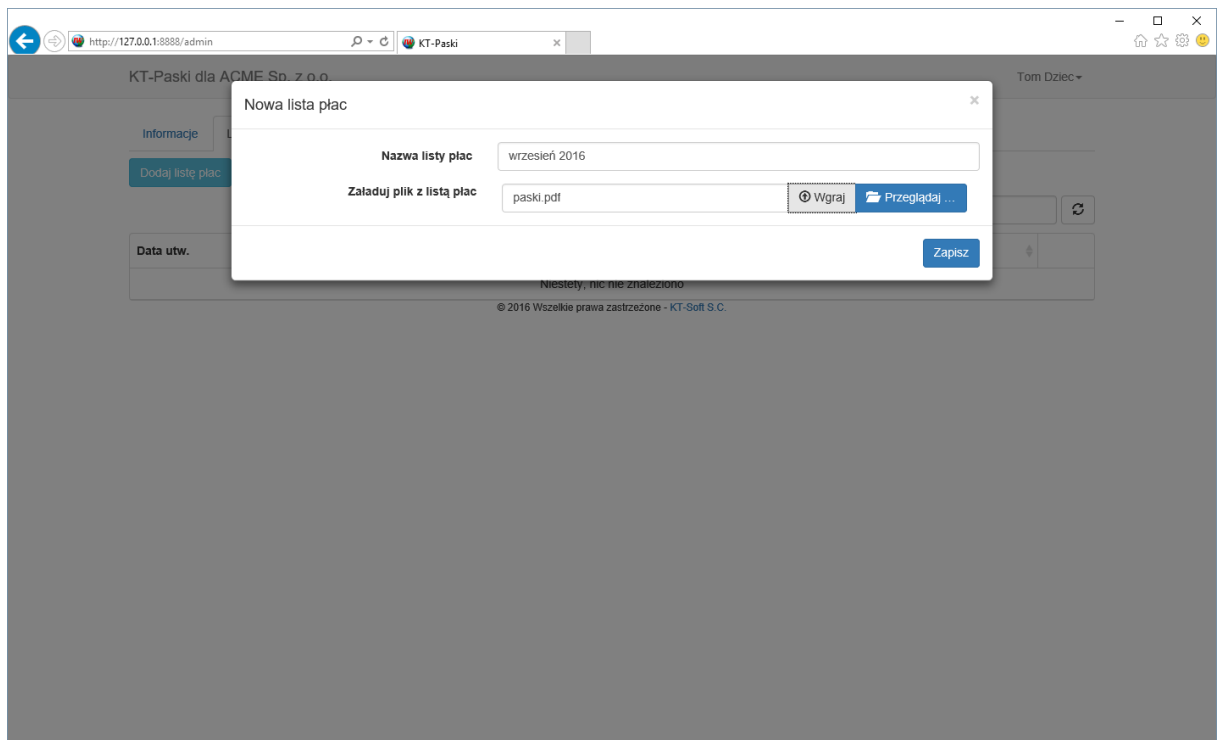 http://127.0.0.1:8888/admin
KT-Paski
KT-Paski dla ACME Sp. z o.o.
Tom Dziec
Nowa lista płac
×
Informacje
Nazwa listy płac
wrzesień 2016
Dodaj listę płac
Załaduj plik z listą płac
paski.pdf
Wgraj
Przeglądaj ...
Data utw.
Zapisz
Niestety, nic nie znaleziono
© 2016 Wszelkie prawa zastrzeżone - KT-Soft S.C.